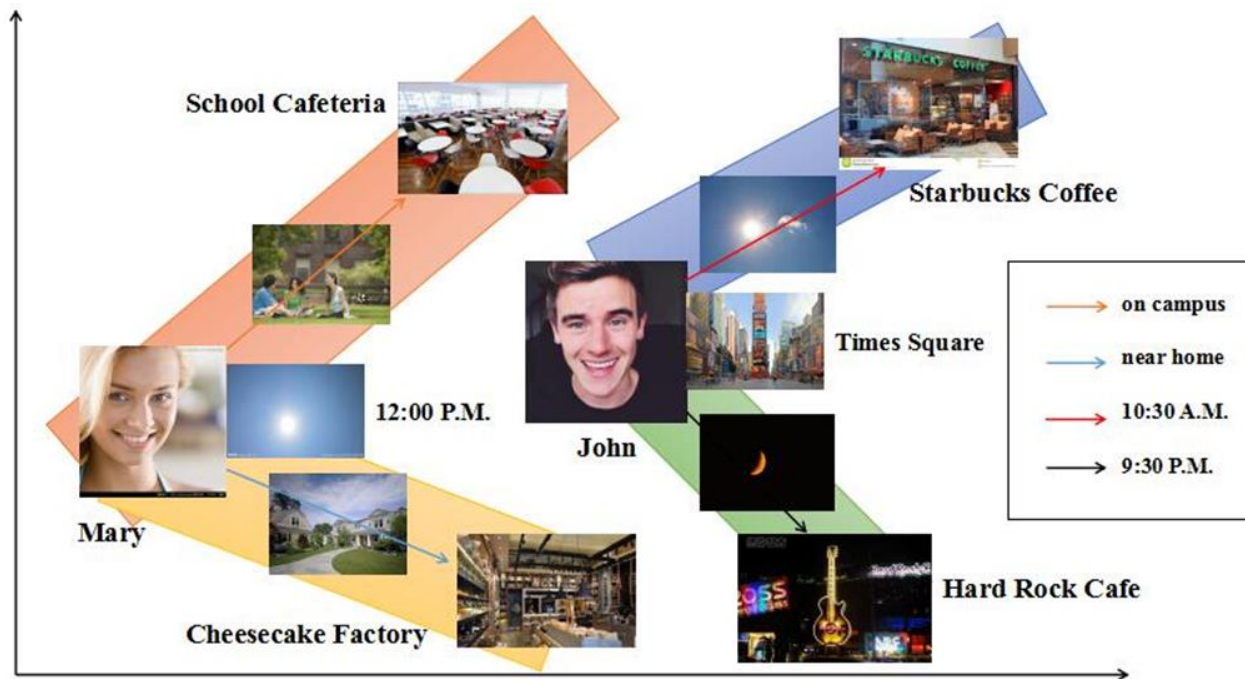 School Cafeteria
STARBUCKS COFFEE
Starbucks Coffee
on campus
near home
10:30 A.M.
9:30 P.M.
Times Square
12:00 P.M.
John
Mary
Cheesecake Factory
Hard Rock Cafe
ROSS